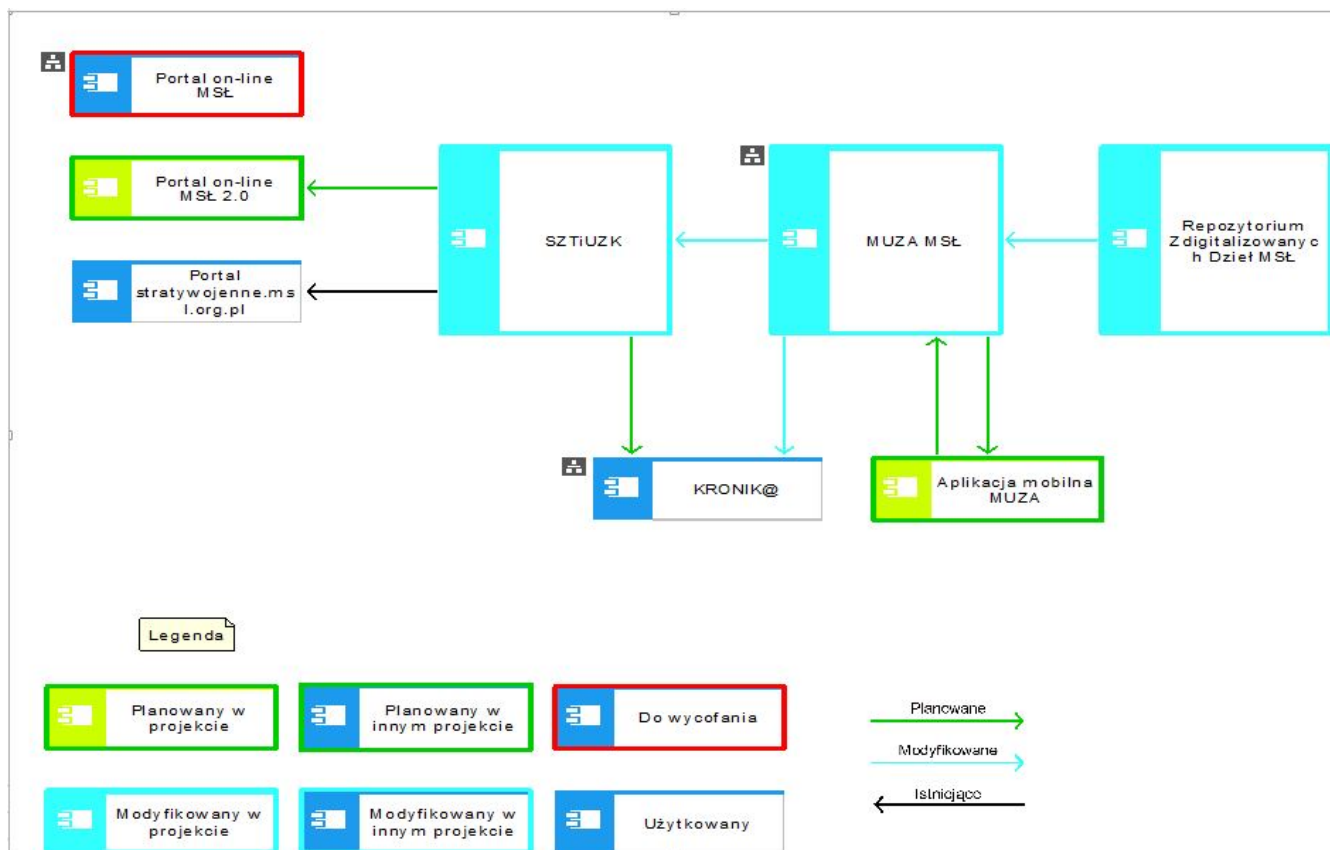 Portal on-line
MSŁ
Portal on-line
MSŁ 2.0
Portal
stratywojenne.ms
l.org.pl
SZTiUZK
MUZA MSŁ
Repozytorium
Zdigitalizowanyc
h Dzieł MSŁ
KRONIK@
Aplikacja mobilna
MUZA
Legenda
Planowany w
projekcie
Planowany w
innym projekcie
Do wycofania
Modyfikowany w
projekcie
Modyfikowany w
innym projekcie
Użytkowany
Planowane
Modyfikowane
Istniejące